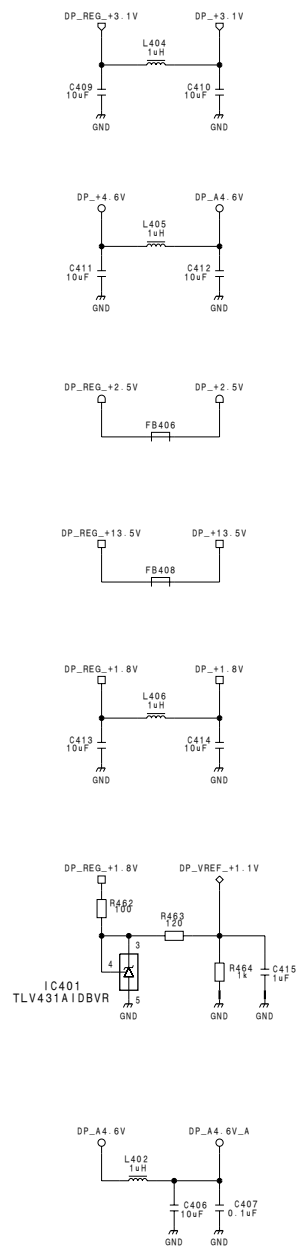 DP_REG_+3.1V DP_+3.1V
L404
1uH
C409
10uF
C410
10uF
GND GND
DP_+4.6V DP_A4.6V
L405
1uH
C411
10uF
C412
10uF
GND GND
DP_REG_+2.5V DP_+2.5V
FB406
DP_REG_+13.5V DP_+13.5V
FB408
DP_REG_+1.8V DP_+1.8V
L406
1uH
C413
10uF
C414
10uF
GND GND
DP_REG_+1.8V DP_VREF_+1.1V
R462
100
R463
120
3
4
5
IC401
TLV431AIDBVR
R464
1k
C415
1uF
GND GND GND
DP_A4.6V DP_A4.6V_A
L402
1uH
C406
10uF
C407
0.1uF
GND GND